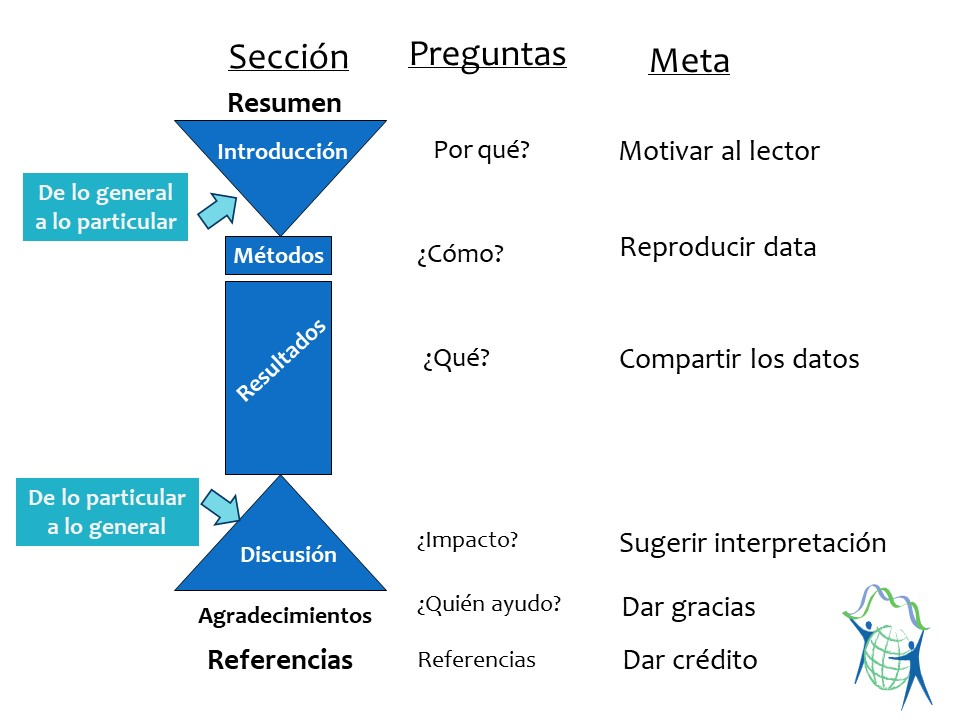 Sección Preguntas Meta
Resumen
Introducción Por qué? Motivar al lector
De lo general
a lo particular
Métodos ¿Cómo? Reproducir data
Resultados ¿Qué? Compartir los datos
De lo particular
a lo general
Discusión ¿Impacto? Sugerir interpretación
Agradecimientos ¿Quién ayudo? Dar gracias
Referencias Referencias Dar crédito